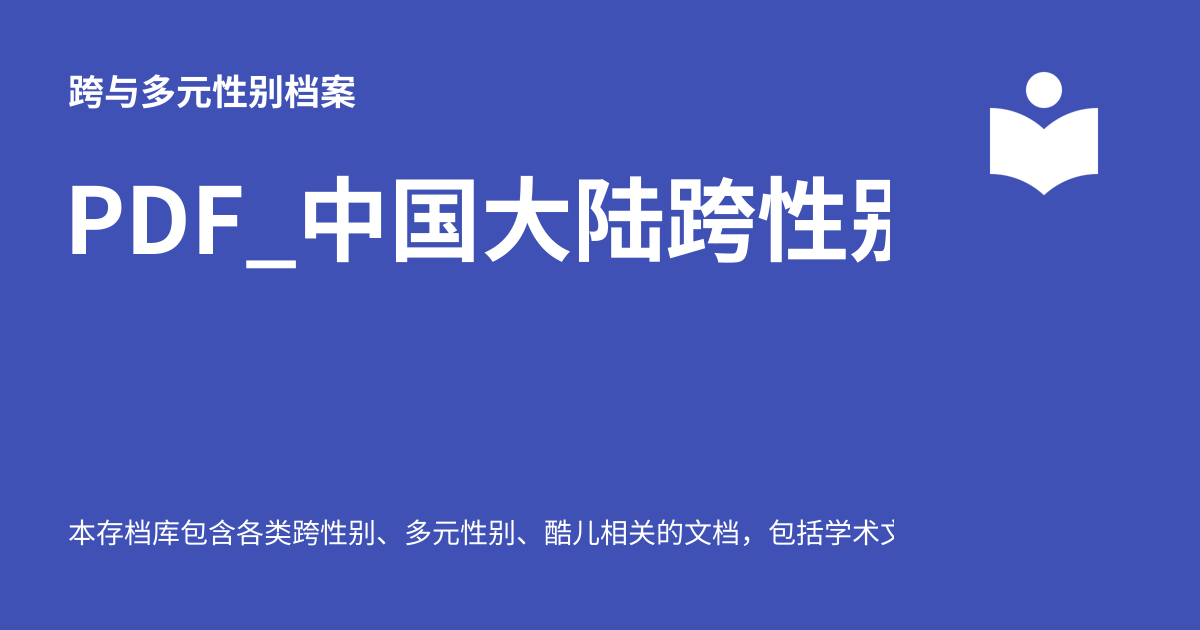 跨与多元性别档案
PDF_中国大陆跨性别
本存档库包含各类跨性别、多元性别、酷儿相关的文档，包括学术文